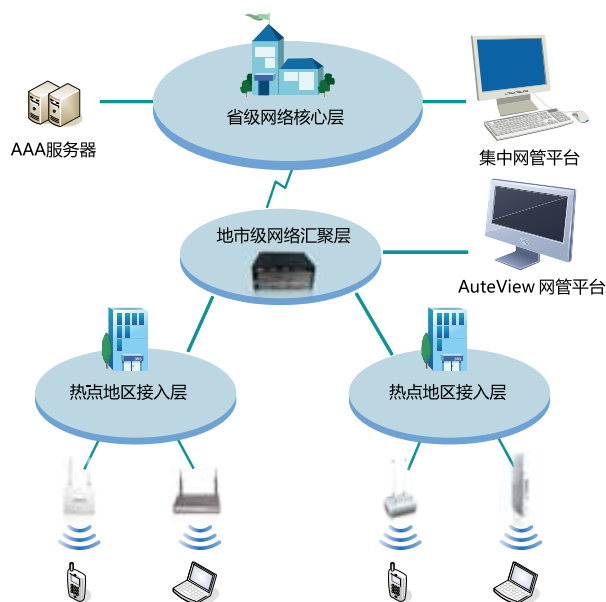 省级网络核心层
AAA服务器
集中网管平台
地市级网络汇聚层
AuteView 网管平台
热点地区接入层
热点地区接入层